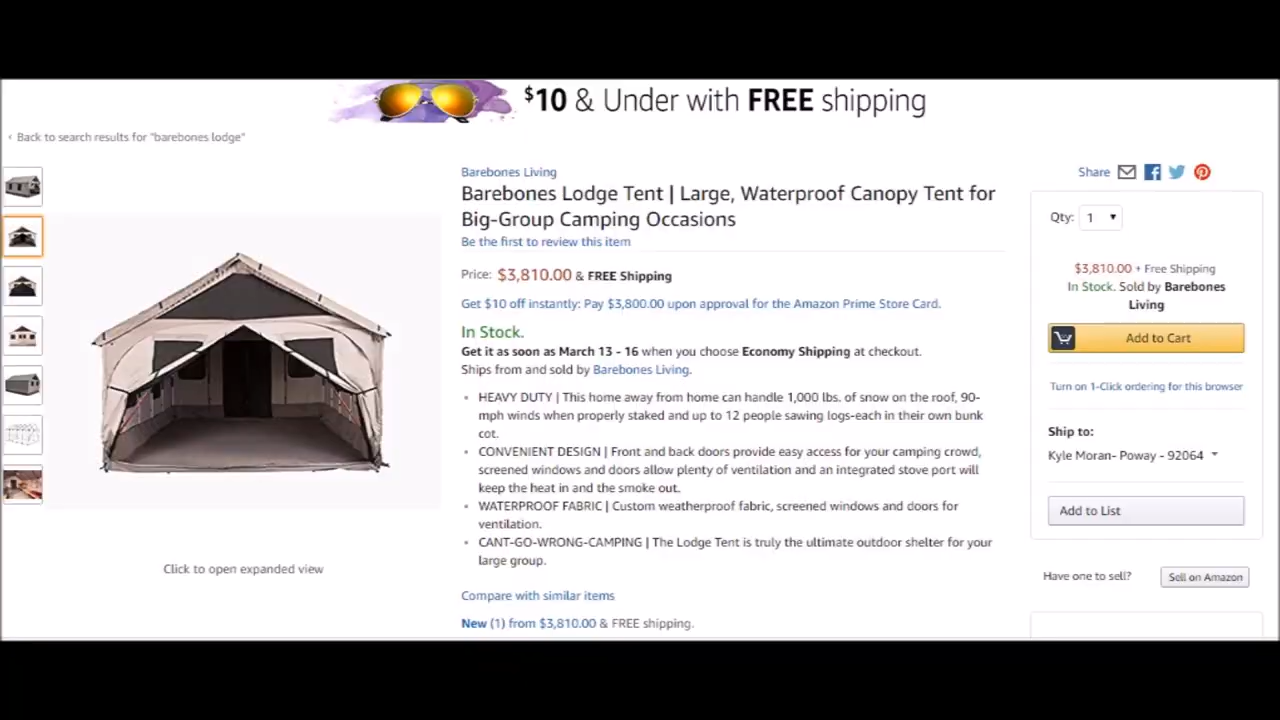 $10 & Under with FREE shipping
‹ Back to search results for "barebones lodge"
Barebones Living
Barebones Lodge Tent | Large, Waterproof Canopy Tent for
Big-Group Camping Occasions
Be the first to review this item
Price: $3,810.00 & FREE Shipping
Get $10 off instantly: Pay $3,800.00 upon approval for the Amazon Prime Store Card.
In Stock.
Get it as soon as March 13 - 16 when you choose Economy Shipping at checkout.
Ships from and sold by Barebones Living.
• HEAVY DUTY | This home away from home can handle 1,000 lbs. of snow on the roof, 90-
mph winds when properly staked and up to 12 people sawing logs-each in their own bunk
cot.
• CONVENIENT DESIGN | Front and back doors provide easy access for your camping crowd,
screened windows and doors allow plenty of ventilation and an integrated stove port will
keep the heat in and the smoke out.
• WATERPROOF FABRIC | Custom weatherproof fabric, screened windows and doors for
ventilation.
• CANT-GO-WRONG-CAMPING | The Lodge Tent is truly the ultimate outdoor shelter for your
large group.
Compare with similar items
New (1) from $3,810.00 & FREE shipping.
Click to open expanded view
Share
Qty: 1
$3,810.00 + Free Shipping
In Stock. Sold by Barebones
Living
Add to Cart
Turn on 1-Click ordering for this browser
Ship to:
Kyle Moran- Poway - 92064
Add to List
Have one to sell? Sell on Amazon